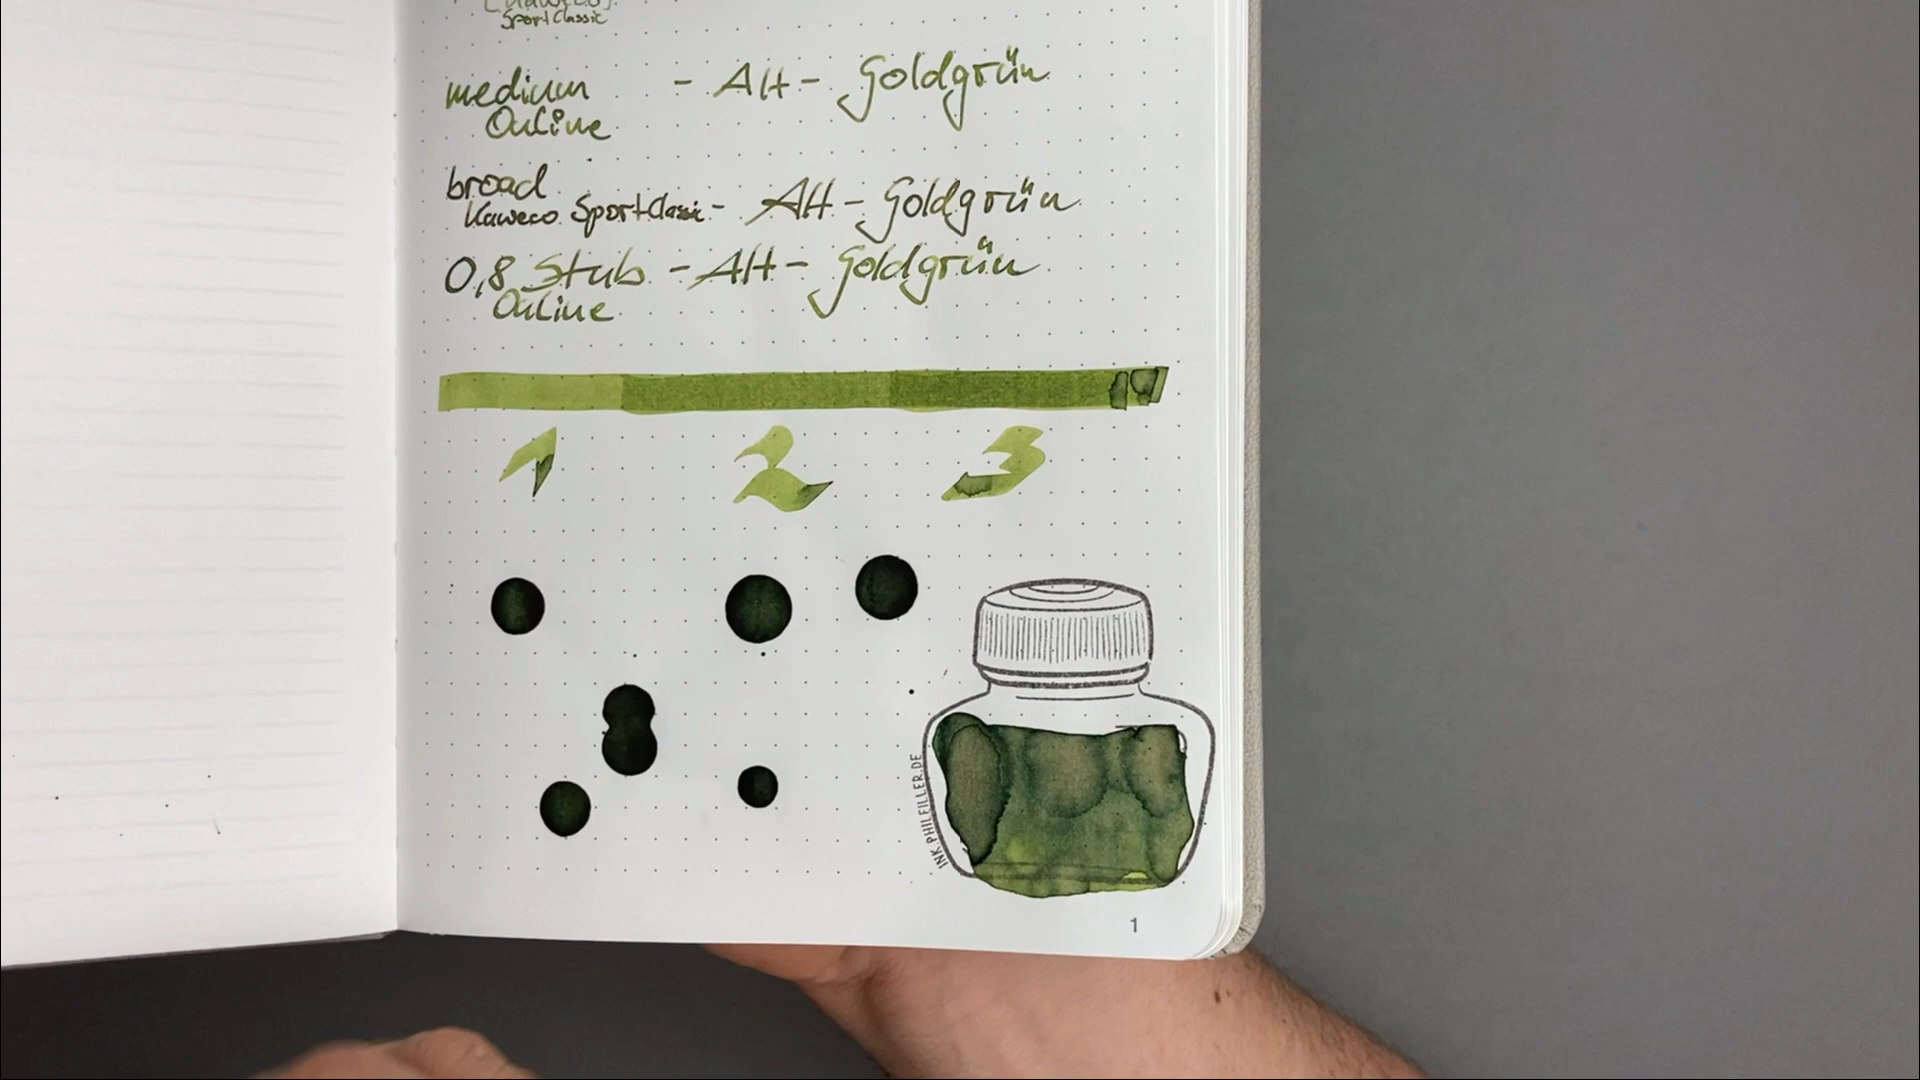 Sport Classic
medium - Alt - Goldgrün
Online
broad
Kaweco Sport Classic - Alt - Goldgrün
0,8 Stub - Alt - Goldgrün
Online
1 2 3
INK.PHILFILLER.DE
1